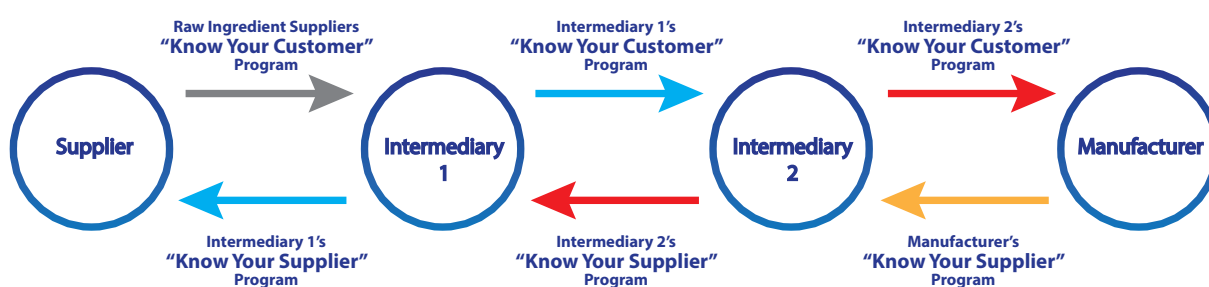 Raw Ingredient Suppliers
“Know Your Customer”
Program
Intermediary 1’s
“Know Your Customer”
Program
Intermediary 2’s
“Know Your Customer”
Program
Supplier
Intermediary
1
Intermediary
2
Manufacturer
Intermediary 1’s
“Know Your Supplier”
Program
Intermediary 2’s
“Know Your Supplier”
Program
Manufacturer’s
“Know Your Supplier”
Program